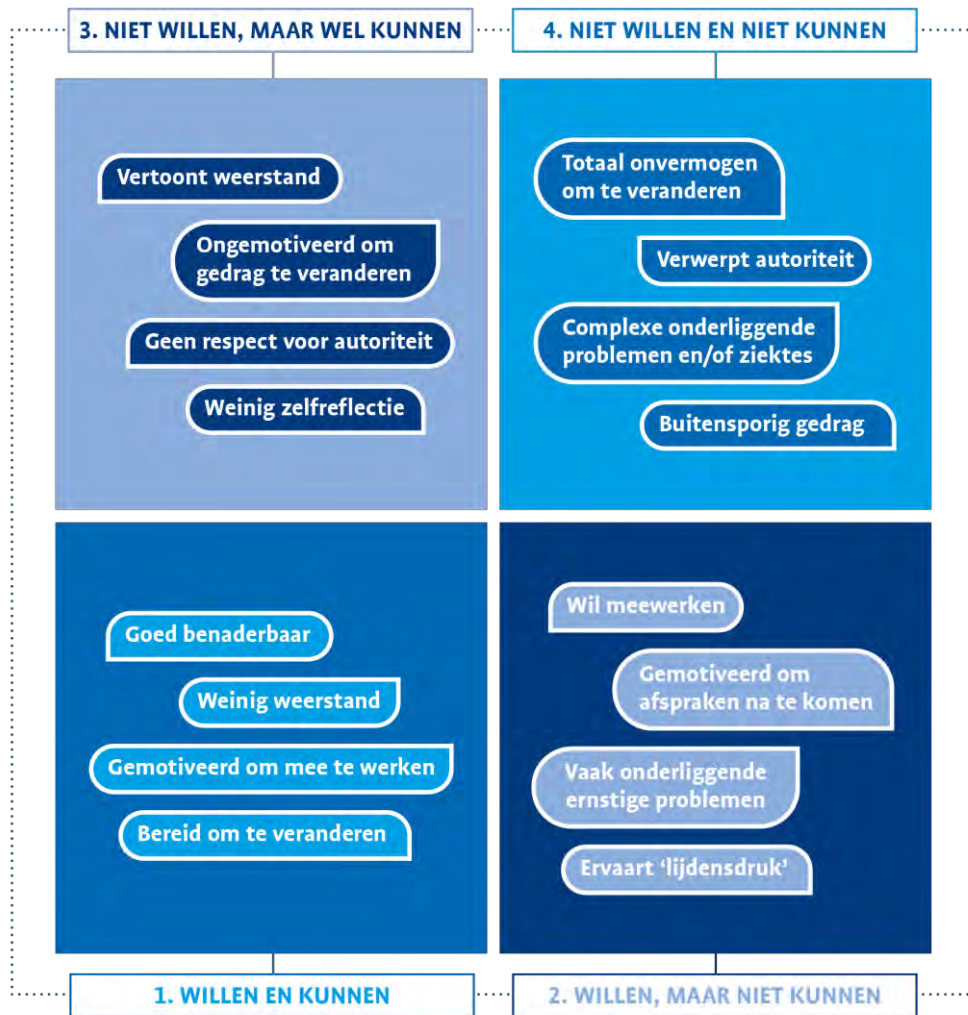 3. NIET WILLEN, MAAR WEL KUNNEN
4. NIET WILLEN EN NIET KUNNEN
Vertoont weerstand
Ongemotiveerd om
gedrag te veranderen
Geen respect voor autoriteit
Weinig zelfreflectie
Totaal onvermogen
om te veranderen
Verwerpt autoriteit
Complexe onderliggende
problemen en/of ziektes
Buitensporig gedrag
Goed benaderbaar
Weinig weerstand
Gemotiveerd om mee te werken
Bereid om te veranderen
Wil meewerken
Gemotiveerd om
afspraken na te komen
Vaak onderliggende
ernstige problemen
Ervaart ‘lijdensdruk’
1. WILLEN EN KUNNEN
2. WILLEN, MAAR NIET KUNNEN